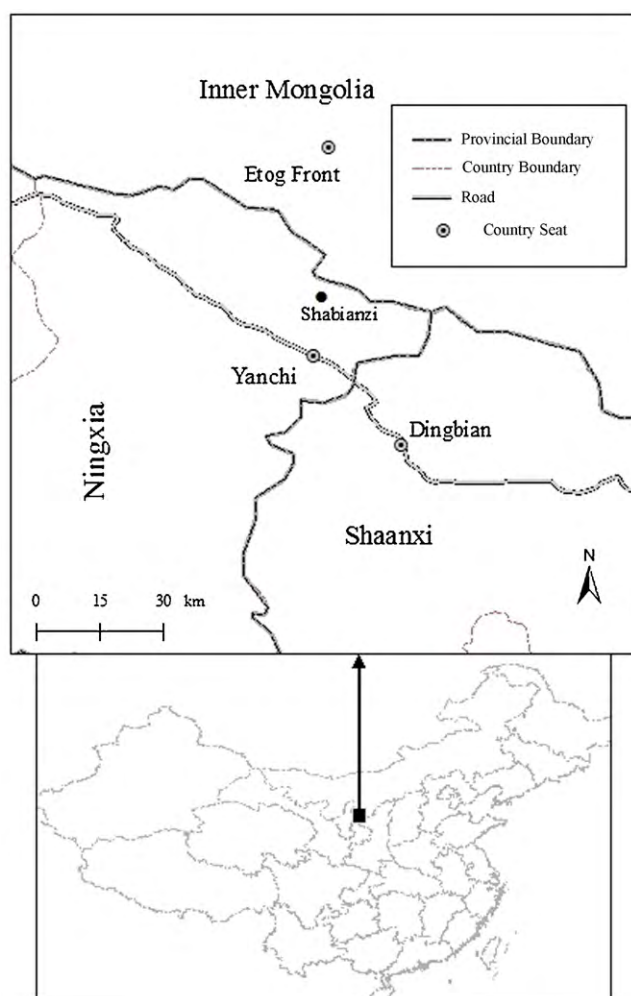 Inner Mongolia
Etog Front
Provincial Boundary
Country Boundary
Road
Country Seat
Shabianzi
Yanchi
Dingbian
Ningxia
Shaanxi
N
0 15 30 km